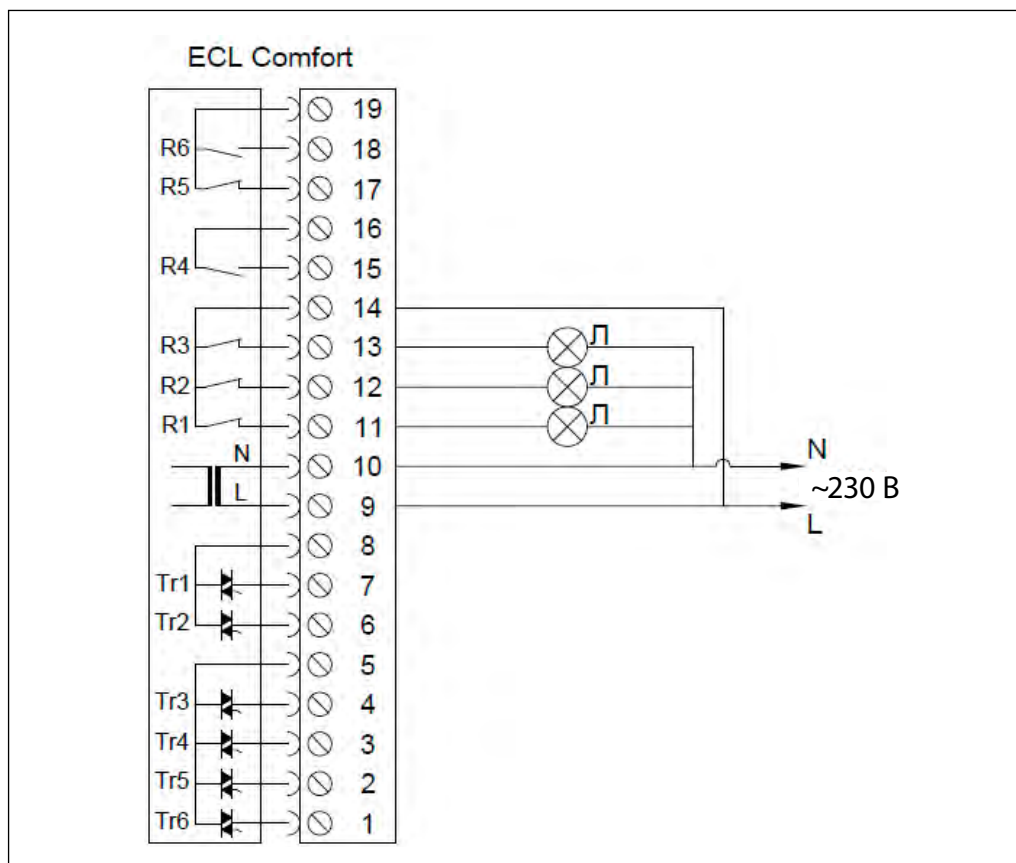 ECL Comfort
19
R6 18
R5 17
16
R4 15
14
R3 13 Л
R2 12 Л
R1 11 Л
N 10 N
~230 В
L 9 L
8
Tr1 7
Tr2 6
5
Tr3 4
Tr4 3
Tr5 2
Tr6 1